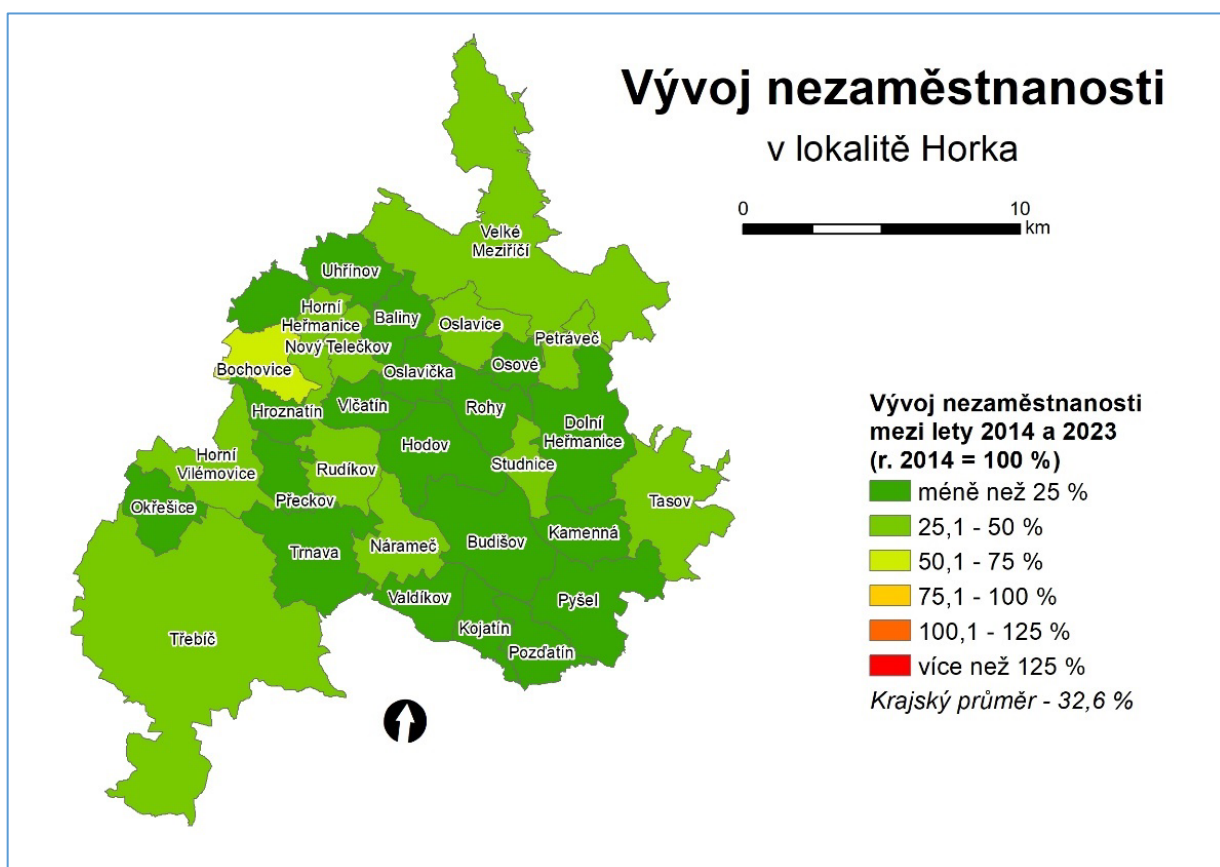 Vývoj nezaměstnanosti
v lokalitě Horka
0
10
km
Velké
Meziříčí
Uhřínov
Horní
Heřmanice
Baliny
Oslavice
Petráveč
Nový Telečkov
Bochovice
Oslavička
Osové
Hroznatín
Vlčatín
Rohy
Dolní
Heřmanice
Hodov
Horní
Vilémovice
Rudíkov
Studnice
Přeckov
Okřešice
Tasov
Trnava
Nárameč
Budišov
Kamenná
Valdíkov
Pyšel
Kojatín
Třebíč
Pozďatín
Vývoj nezaměstnanosti
mezi lety 2014 a 2023
(r. 2014 = 100 %)
méně než 25 %
25,1 - 50 %
50,1 - 75 %
75,1 - 100 %
100,1 - 125 %
více než 125 %
Krajský průměr - 32,6 %